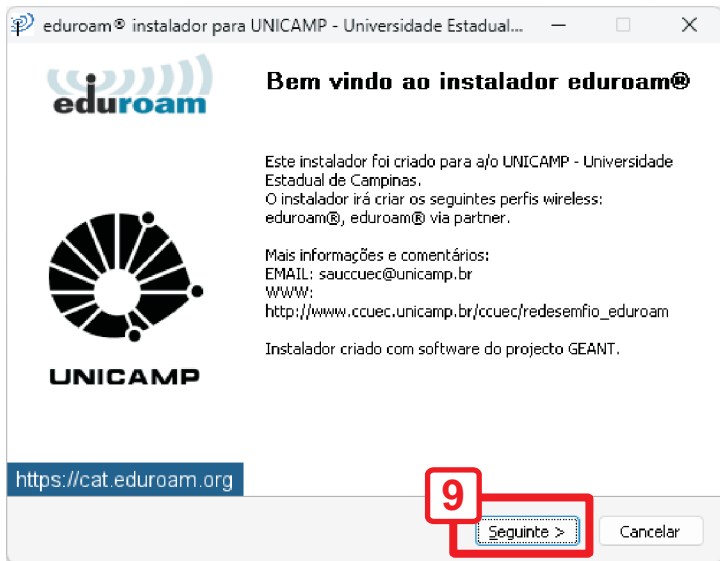 eduroam® instalador para UNICAMP - Universidade Estadual...
eduroam
Bem vindo ao instalador eduroam®
Este instalador foi criado para a/o UNICAMP - Universidade
Estadual de Campinas.
O instalador irá criar os seguintes perfis wireless:
eduroam®, eduroam® via partner.
Mais informações e comentários:
EMAIL: sauccuec@unicamp.br
WWW:
http://www.ccuec.unicamp.br/ccuec/redesemfio_eduroam
Instalador criado com software do projecto GEANT.
UNICAMP
https://cat.eduroam.org
9
Seguinte >
Cancelar